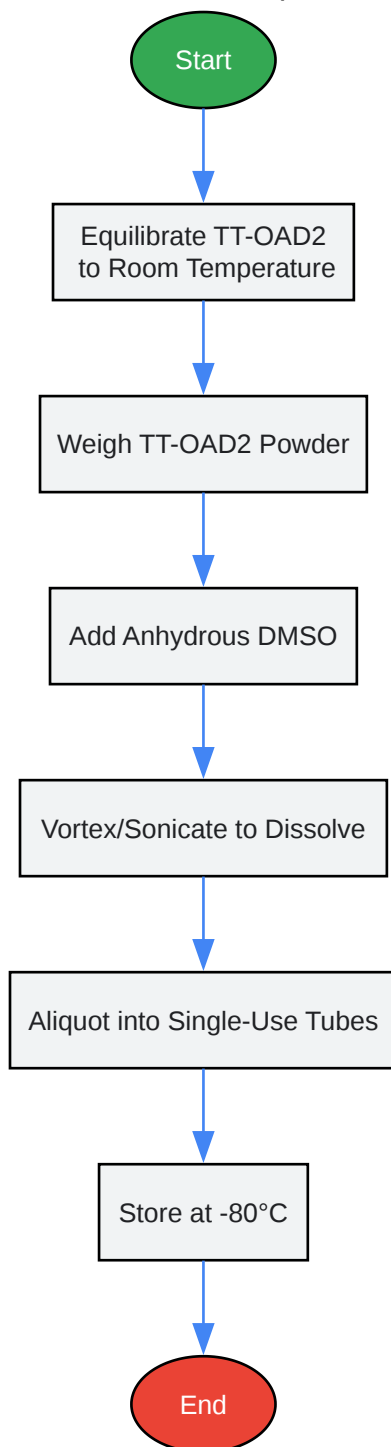 Start
Equilibrate TT-OAD2
to Room Temperature
Weigh TT-OAD2 Powder
Add Anhydrous DMSO
Vortex/Sonicate to Dissolve
Aliquot into Single-Use Tubes
Store at -80°C
End